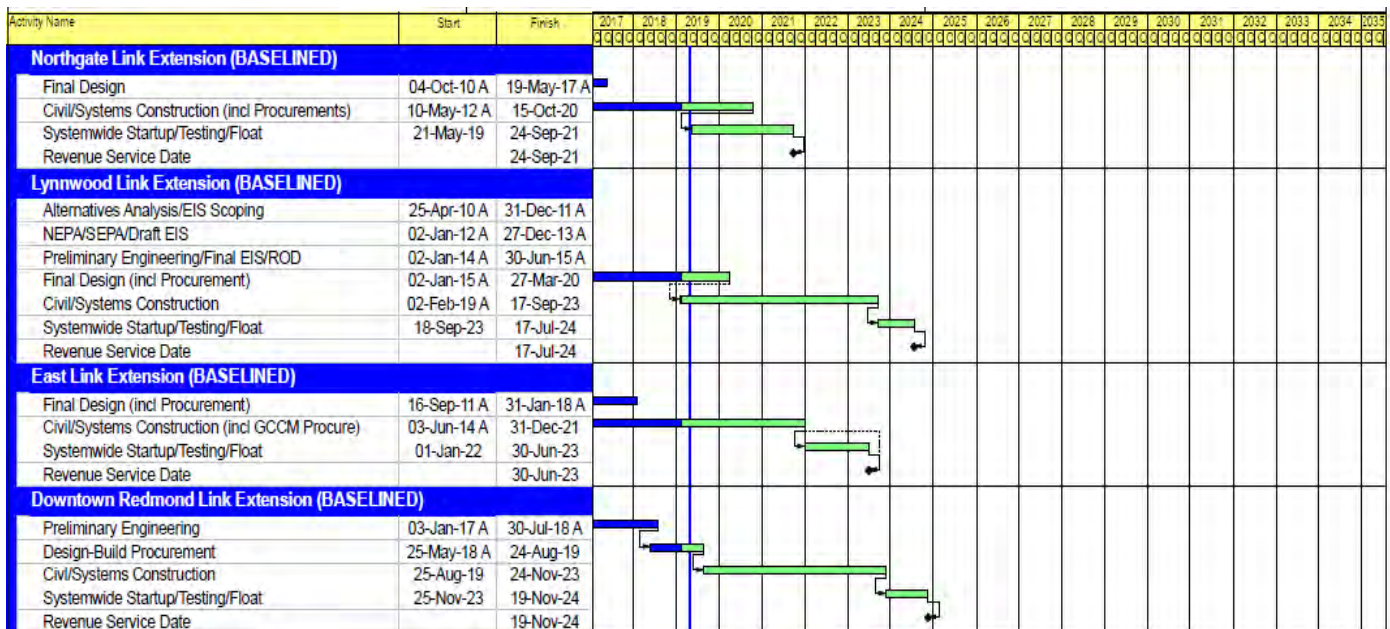 Activity Name Start Finish 2017 2018 2019 2020 2021 2022 2023 2024 2025 2026 2027 2028 2029 2030 2031 2032 2033 2034 2035
Q Q Q Q Q Q Q Q Q Q Q Q Q Q Q Q Q Q Q Q Q Q Q Q Q Q Q Q Q Q Q Q Q Q Q Q Q Q Q Q Q Q Q Q Q Q Q Q Q Q Q Q Q Q Q Q Q Q Q Q Q Q Q Q Q Q Q Q Q Q Q Q Q Q
Northgate Link Extension (BASELINED)
Final Design 04-Oct-10 A 19-May-17 A
Civil/Systems Construction (incl Procurements) 10-May-12 A 15-Oct-20
Systemwide Startup/Testing/Float 21-May-19 24-Sep-21
Revenue Service Date 24-Sep-21
Lynnwood Link Extension (BASELINED)
Alternatives Analysis/EIS Scoping 25-Apr-10 A 31-Dec-11 A
NEPA/SEPA/Draft EIS 02-Jan-12 A 27-Dec-13 A
Preliminary Engineering/Final EIS/ROD 02-Jan-14 A 30-Jun-15 A
Final Design (incl Procurement) 02-Jan-15 A 27-Mar-20
Civil/Systems Construction 02-Feb-19 A 17-Sep-23
Systemwide Startup/Testing/Float 18-Sep-23 17-Jul-24
Revenue Service Date 17-Jul-24
East Link Extension (BASELINED)
Final Design (incl Procurement) 16-Sep-11 A 31-Jan-18 A
Civil/Systems Construction (incl GCCM Procure) 03-Jun-14 A 31-Dec-21
Systemwide Startup/Testing/Float 01-Jan-22 30-Jun-23
Revenue Service Date 30-Jun-23
Downtown Redmond Link Extension (BASELINED)
Preliminary Engineering 03-Jan-17 A 30-Jul-18 A
Design-Build Procurement 25-May-18 A 24-Aug-19
Civil/Systems Construction 25-Aug-19 24-Nov-23
Systemwide Startup/Testing/Float 25-Nov-23 19-Nov-24
Revenue Service Date 19-Nov-24